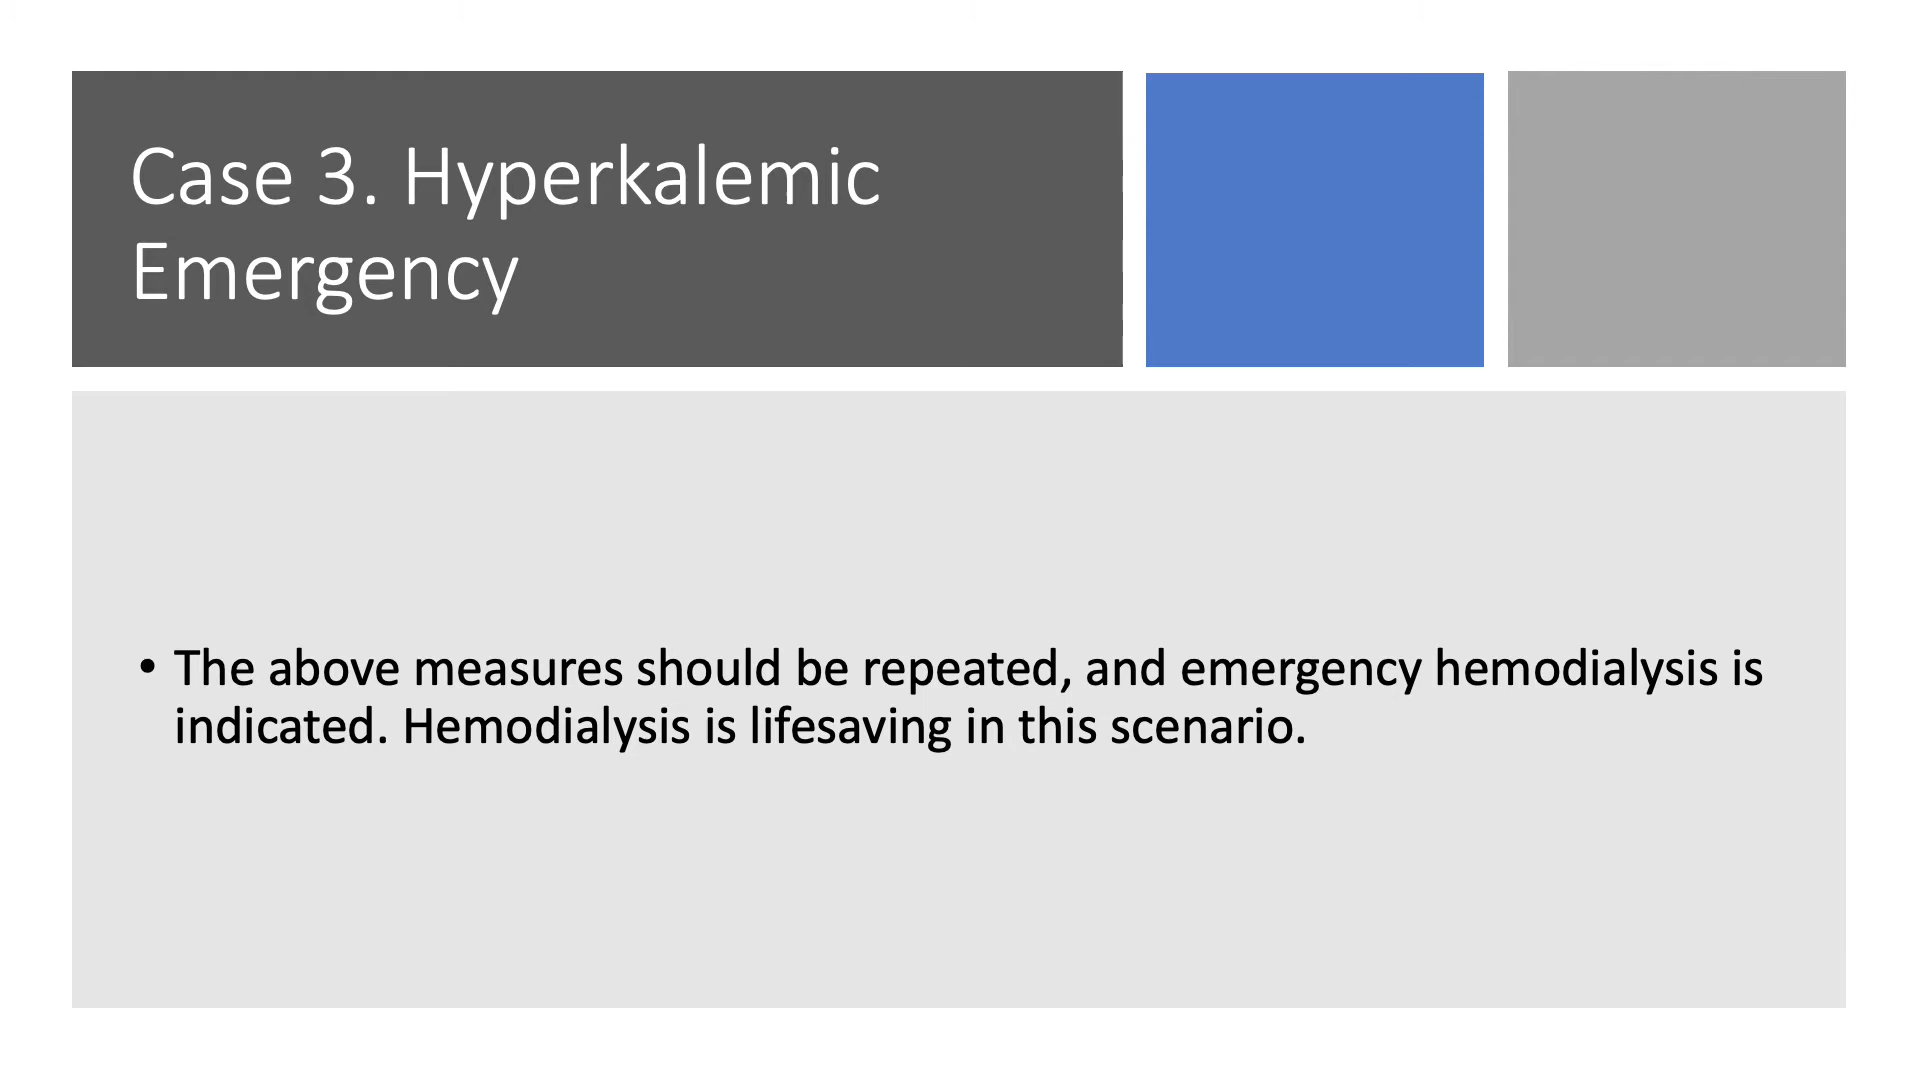 Case 3. Hyperkalemic
Emergency
• The above measures should be repeated, and emergency hemodialysis is
indicated. Hemodialysis is lifesaving in this scenario.